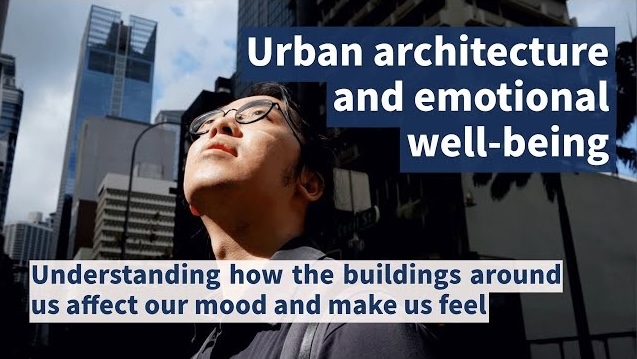 Urban architecture
and emotional
well-being
Understanding how the buildings around
us affect our mood and make us feel